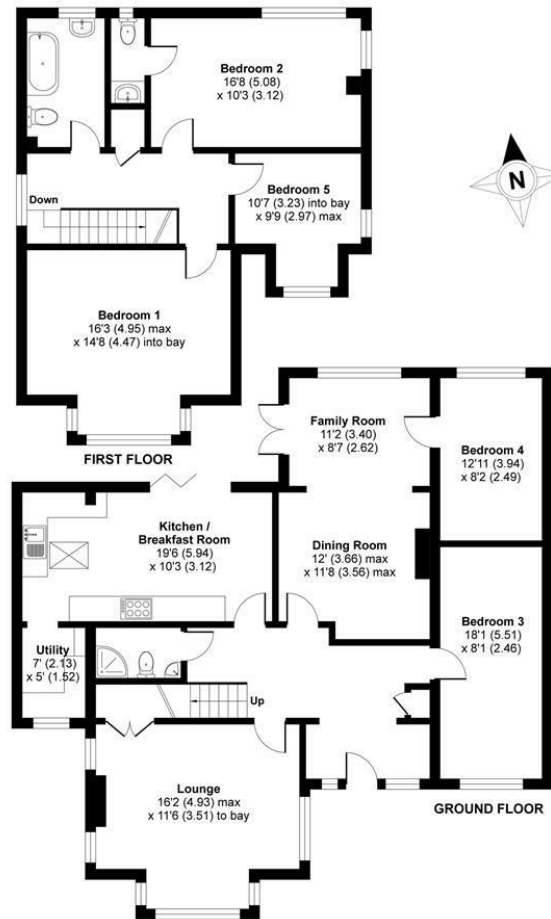 Bedroom 2
16'8 (5.08)
x 10'3 (3.12)
N
Down
Bedroom 5
10'7 (3.23) into bay
x 9'9 (2.97) max
Bedroom 1
16'3 (4.95) max
x 14'8 (4.47) into bay
FIRST FLOOR
Family Room
11'2 (3.40)
x 8'7 (2.62)
Bedroom 4
12'11 (3.94)
x 8'2 (2.49)
Kitchen /
Breakfast Room
19'6 (5.94)
x 10'3 (3.12)
Dining Room
12' (3.66) max
x 11'8 (3.56) max
Bedroom 3
18'1 (5.51)
x 8'1 (2.46)
Utility
7' (2.13)
x 5' (1.52)
Up
Lounge
16'2 (4.93) max
x 11'6 (3.51) to bay
GROUND FLOOR